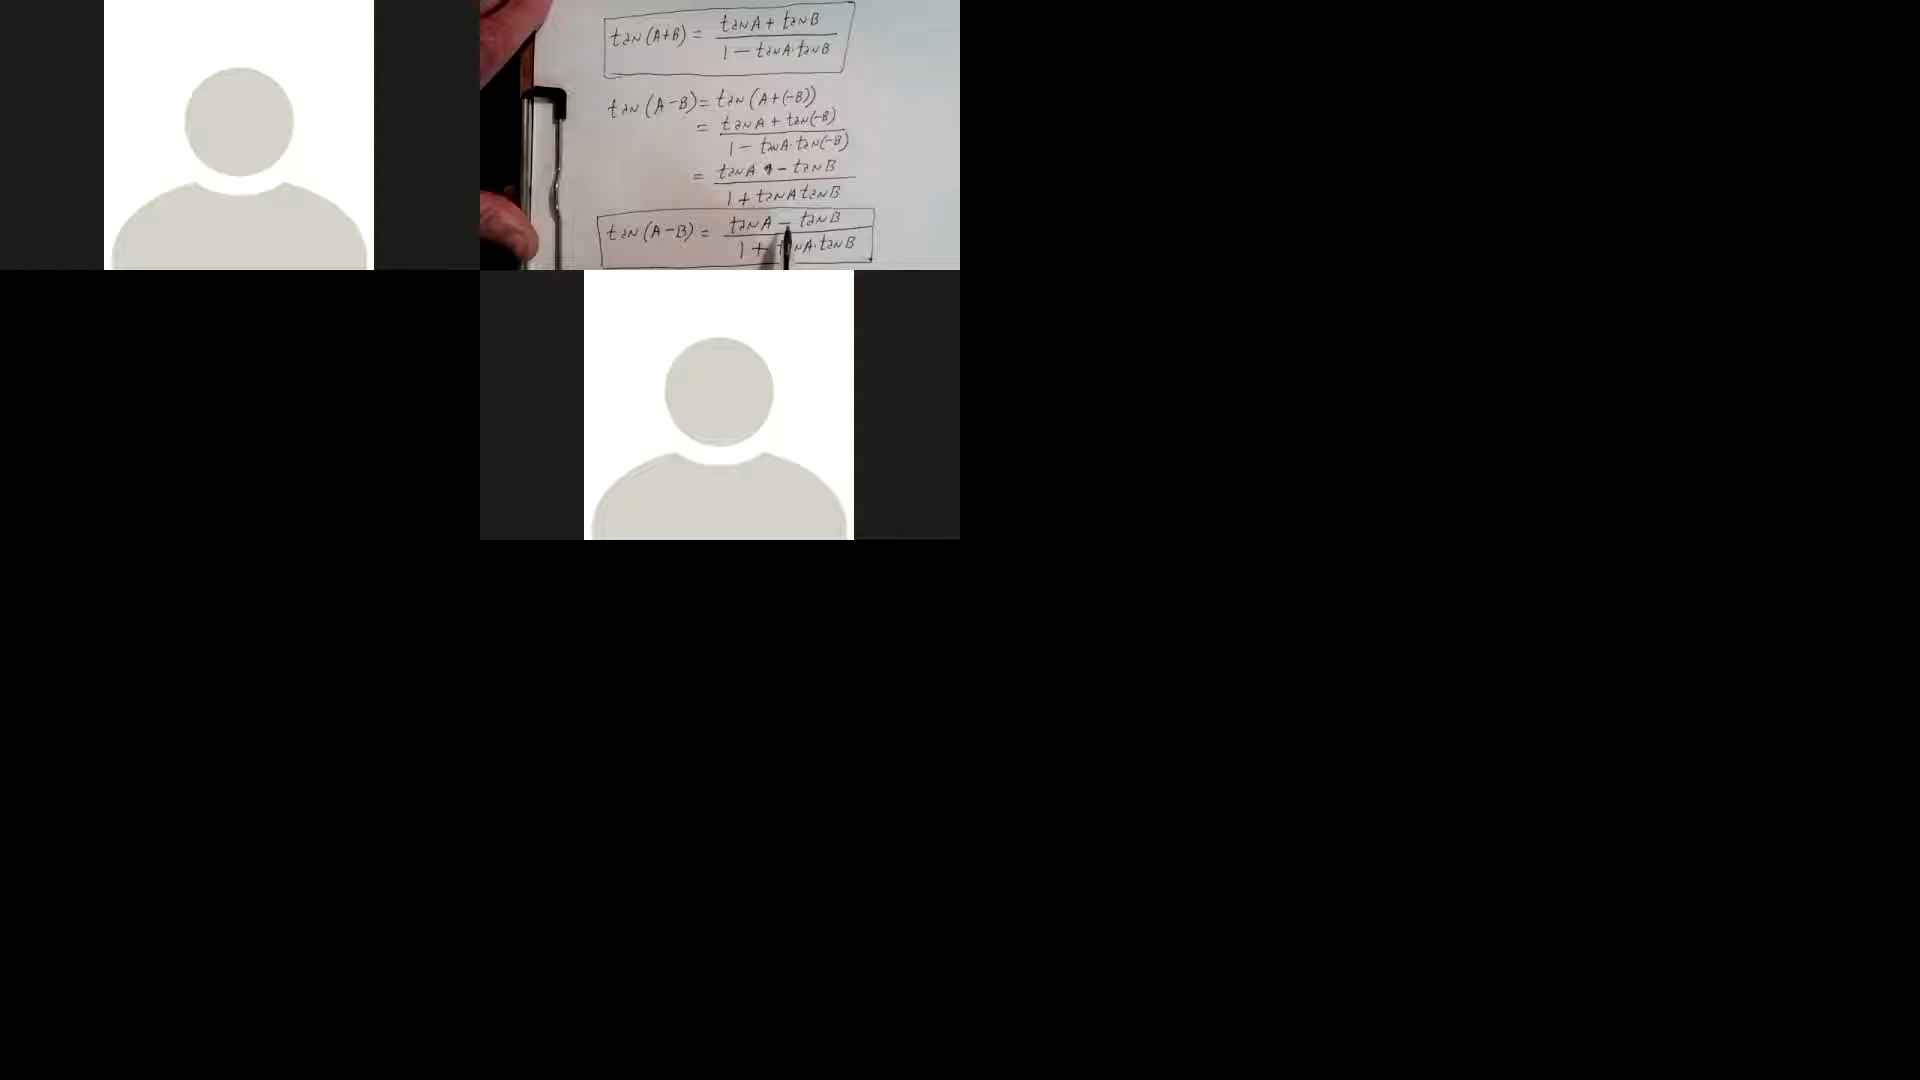 tan(A+B) = (tanA + tanB)/(1 - tanA·tanB)
tan(A-B) = tan(A+(-B))
= (tanA + tan(-B))/(1 - tanA·tan(-B))
= (tanA - tanB)/(1 + tanA tanB)
tan(A-B) = (tanA - tanB)/(1 + tanA·tanB)